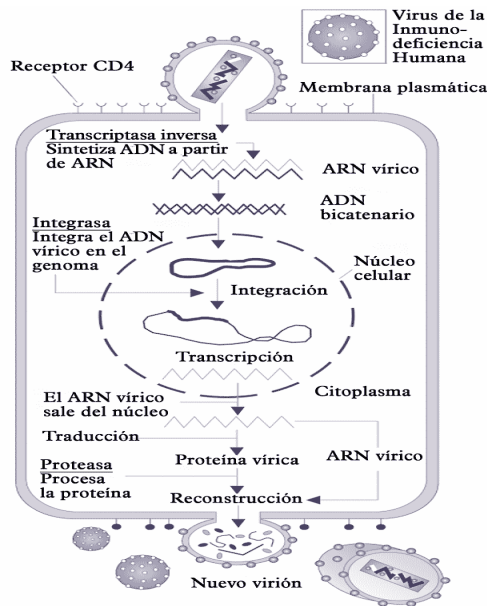 Virus de la
Inmuno-
deficiencia
Humana
Receptor CD4
Membrana plasmática
Transcriptasa inversa
Sintetiza ADN a partir
de ARN
ARN vírico
ADN
bicatenario
Integrasa
Integra el ADN
vírico en el
genoma
Núcleo
celular
Integración
Transcripción
Citoplasma
El ARN vírico
sale del núcleo
Traducción
Proteína vírica
ARN vírico
Proteasa
Procesa
la proteína
Reconstrucción
Nuevo virión